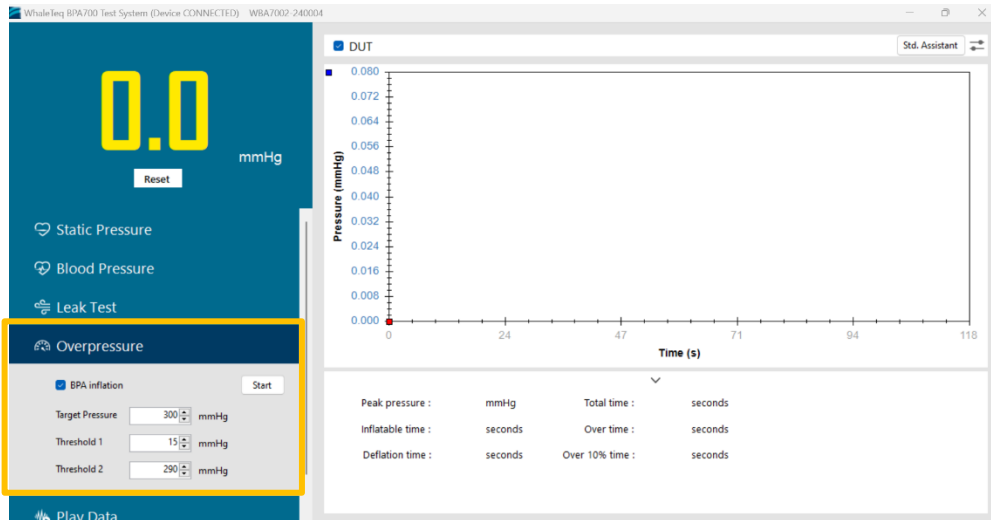 WhaleTeq BPA700 Test System (Device CONNECTED) WBA7002-240004
0.0
mmHg
Reset
Static Pressure
Blood Pressure
Leak Test
Overpressure
BPA inflation Start
Target Pressure 300 mmHg
Threshold 1 15 mmHg
Threshold 2 290 mmHg
Play Data
DUT Std. Assistant
Pressure (mmHg)
0.080
0.072
0.064
0.056
0.048
0.040
0.032
0.024
0.016
0.008
0.000
0 24 47 71 94 118
Time (s)
Peak pressure : mmHg Total time : seconds
Inflatable time : seconds Over time : seconds
Deflation time : seconds Over 10% time : seconds